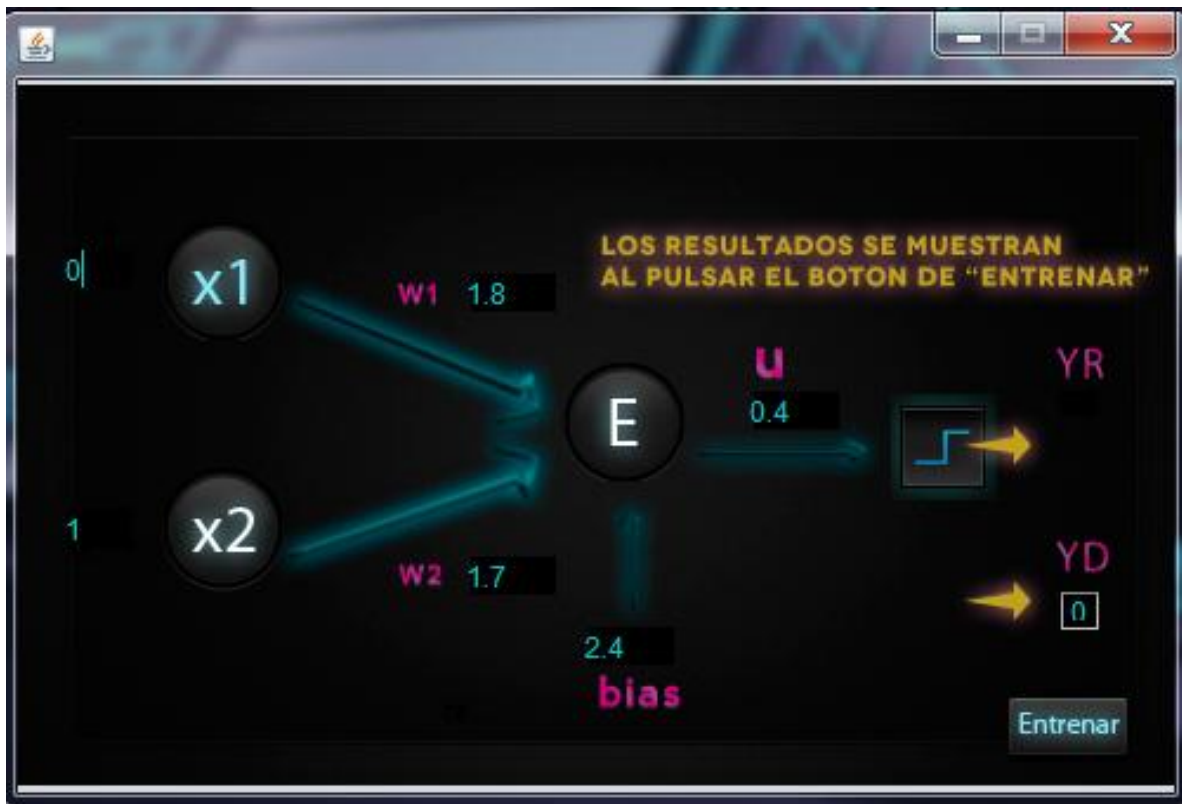 LOS RESULTADOS SE MUESTRAN
AL PULSAR EL BOTON DE “ENTRENAR”
0
x1
W1 1.8
u
0.4
YR
E
1
x2
W2 1.7
YD
0
2.4
bias
Entrenar